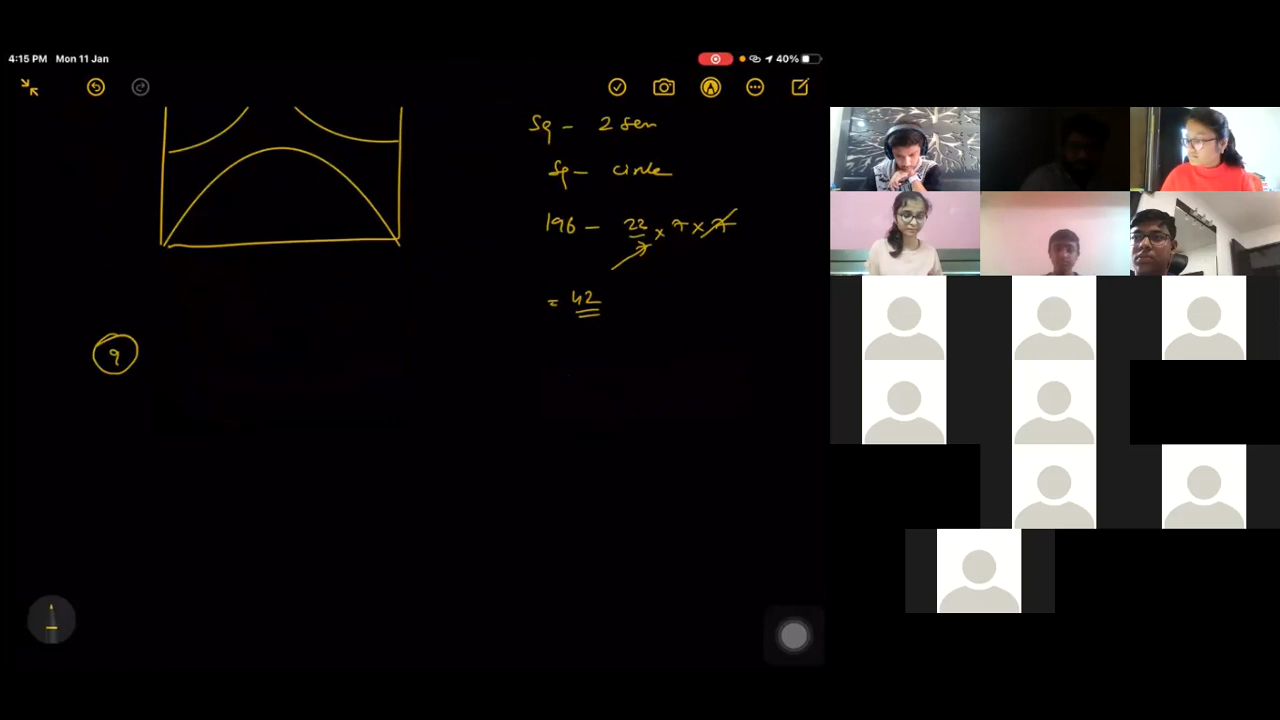 4:15 PM Mon 11 Jan
40%
Sq - 2 sem
Sq - circle
196 - 22/7 × 7 × 7
= 42
9